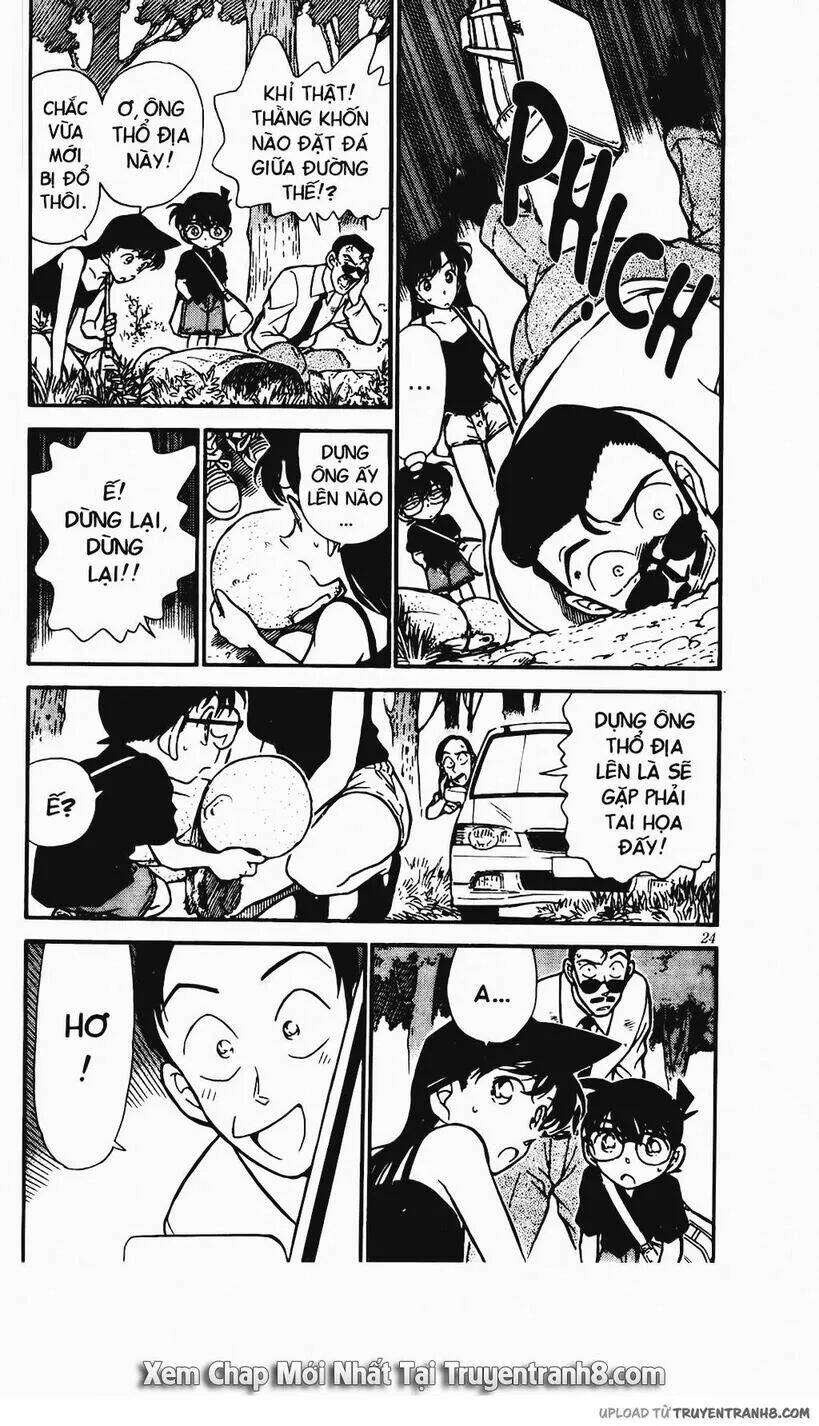 PHỊCH
...
KHỈ THẬT!
THẰNG KHỐN
NÀO ĐẶT ĐÁ
GIỮA ĐƯỜNG
THẾ!?
Ơ, ÔNG
THỔ ĐỊA
NÀY!
CHẮC
VỪA
MỚI
BỊ ĐỔ
THÔI.
DỰNG
ÔNG ẤY
LÊN NÀO
...
Ế!
DỪNG LẠI,
DỪNG
LẠI!!
DỰNG ÔNG
THỔ ĐỊA
LÊN LÀ SẼ
GẶP PHẢI
TAI HỌA
ĐẤY!
Ế?
24
A...
HƠ
!
Xem Chap Mới Nhất Tại Truyentranh8.com
UPLOAD TỪ TRUYENTRANH8.COM